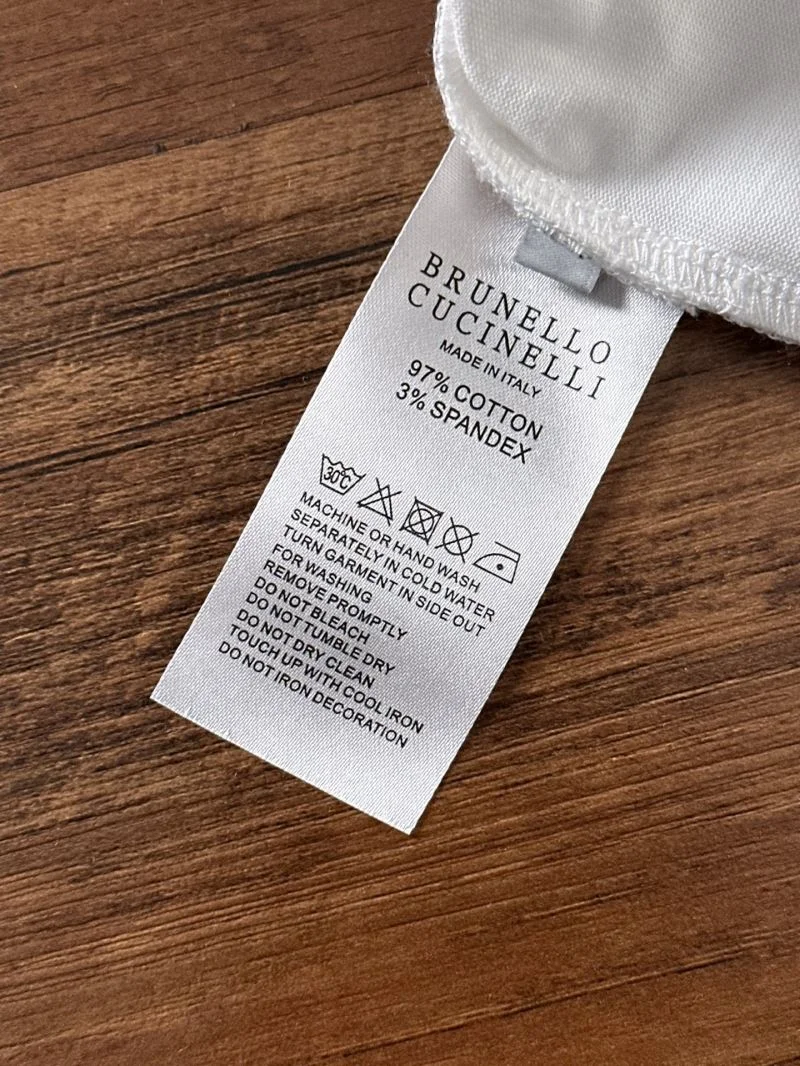 BRUNELLO
CUCINELLI
MADE IN ITALY
97% COTTON
3% SPANDEX
30°C
MACHINE OR HAND WASH
SEPARATELY IN COLD WATER
TURN GARMENT IN SIDE OUT
FOR WASHING
REMOVE PROMPTLY
DO NOT BLEACH
DO NOT TUMBLE DRY
DO NOT DRY CLEAN
TOUCH UP WITH COOL IRON
DO NOT IRON DECORATION